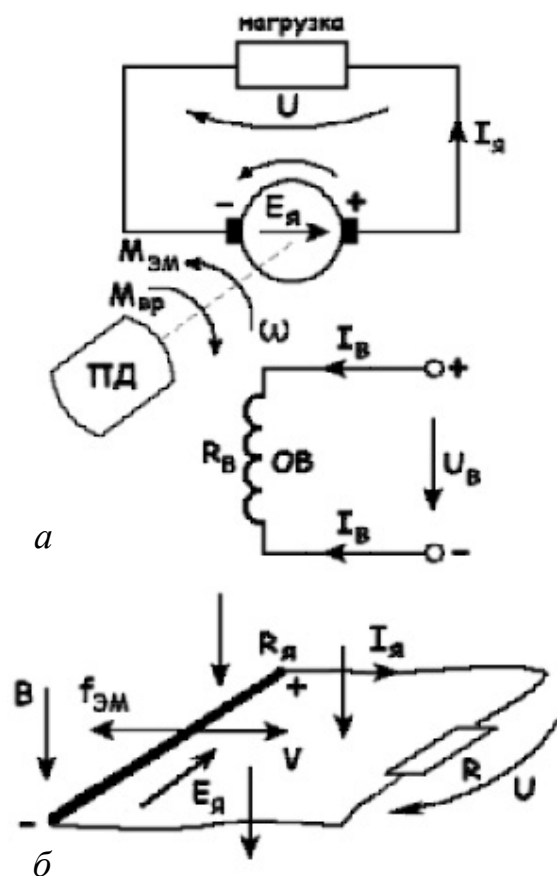 нагрузка
U
Iя
- Eя +
Mэм
Mвр
ω
ПД
Iв
+
Rв ОВ Uв
Iв
-
а
Rя Iя
+
B fэм
V
Eя R U
-
б